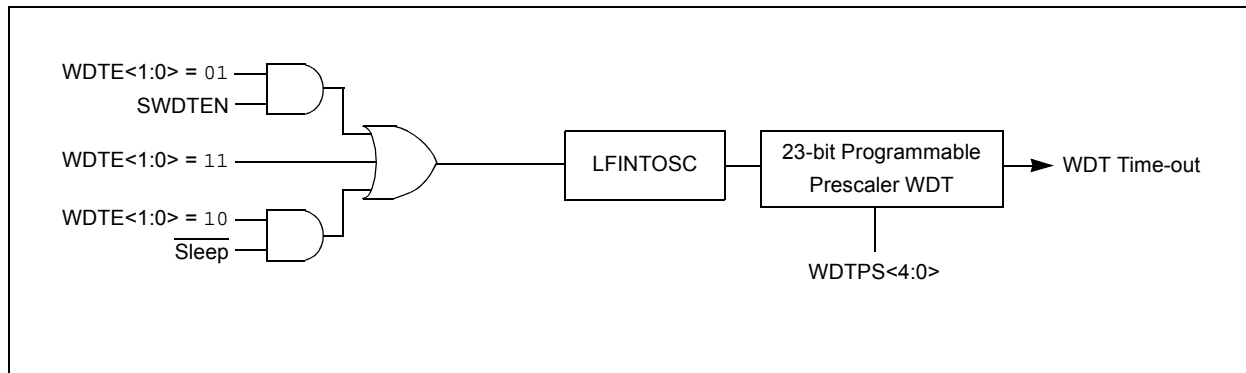 WDTE<1:0> = 01
SWDTEN
WDTE<1:0> = 11
WDTE<1:0> = 10
Sleep
LFINTOSC
23-bit Programmable
Prescaler WDT
WDT Time-out
WDTPS<4:0>